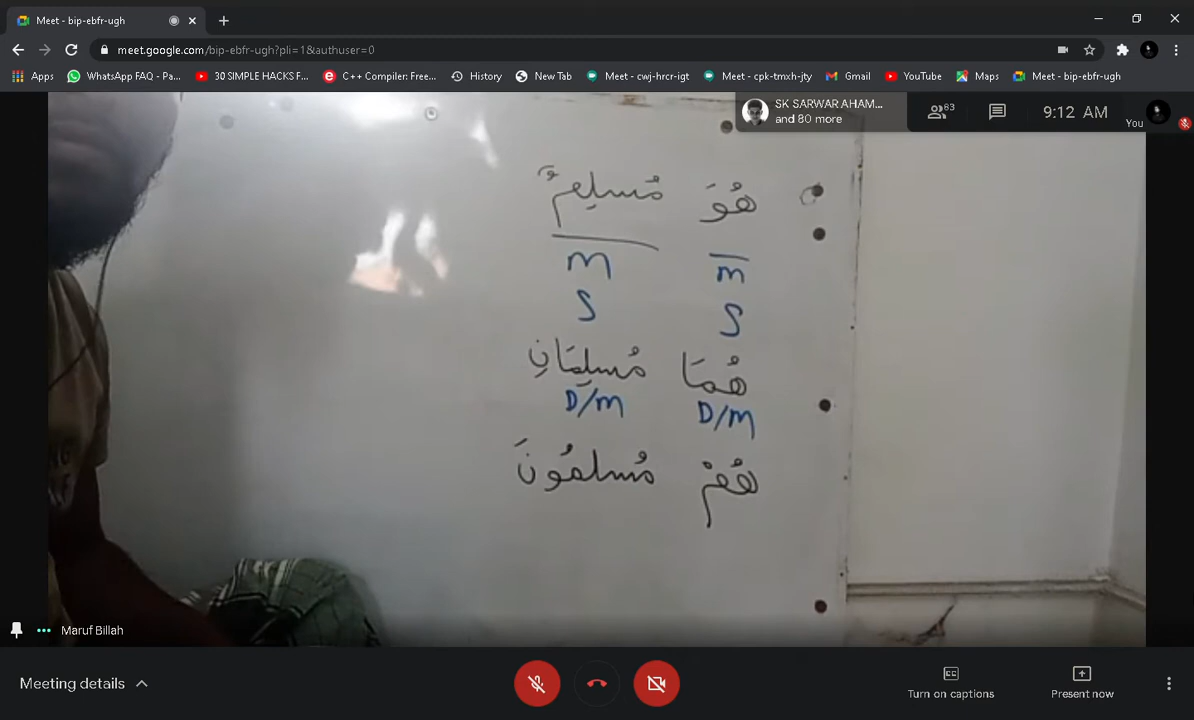 Meet - bip-ebfr-ugh
meet.google.com/bip-ebfr-ugh?pli=1&authuser=0
Apps WhatsApp FAQ - Pa... 30 SIMPLE HACKS F... C++ Compiler: Free... History New Tab Meet - cwj-hrcr-igt Meet - cpk-tmxh-jty Gmail YouTube Maps Meet - bip-ebfr-ugh
SK SARWAR AHAM...
and 80 more
83
9:12 AM
You
هُوَ مُسلِمٌ
m m
S S
هُمَا مُسلِمَانِ
D/m D/m
هُمْ مُسلمُونَ
Maruf Billah
Meeting details
Turn on captions
Present now